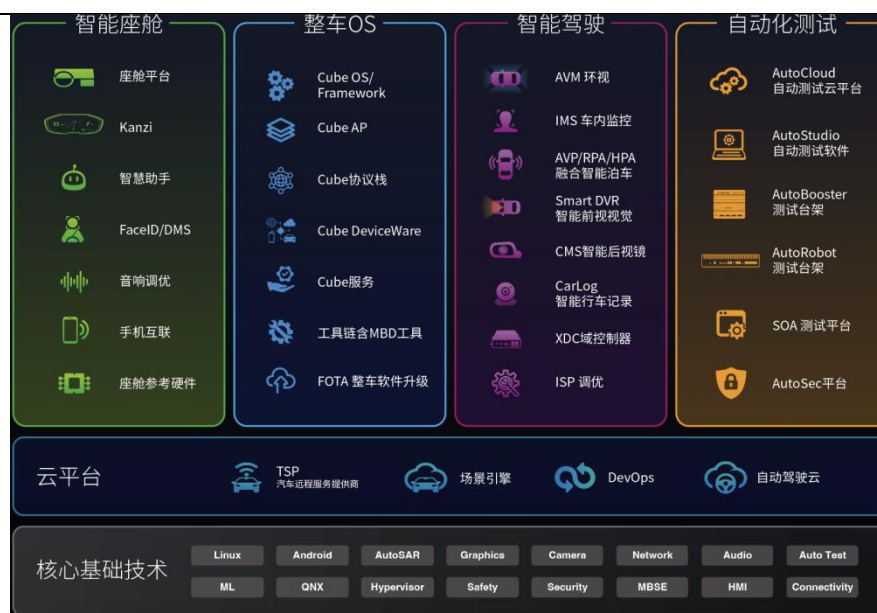 智能座舱
座舱平台
Kanzi
智慧助手
FaceID/DMS
音响调优
手机互联
座舱参考硬件
整车OS
Cube OS/
Framework
Cube AP
Cube协议栈
Cube DeviceWare
Cube服务
工具链含MBD工具
FOTA 整车软件升级
智能驾驶
AVM 环视
IMS 车内监控
AVP/RPA/HPA
融合智能泊车
Smart DVR
智能前视视觉
CMS智能后视镜
CarLog
智能行车记录
XDC域控制器
ISP 调优
自动化测试
AutoCloud
自动测试云平台
AutoStudio
自动测试软件
AutoBooster
测试台架
AutoRobot
测试台架
SOA 测试平台
AutoSec平台
云平台
TSP
汽车远程服务提供商
场景引擎
DevOps
自动驾驶云
核心基础技术
Linux Android AutoSAR Graphics Camera Network Audio Auto Test
ML QNX Hypervisor Safety Security MBSE HMI Connectivity